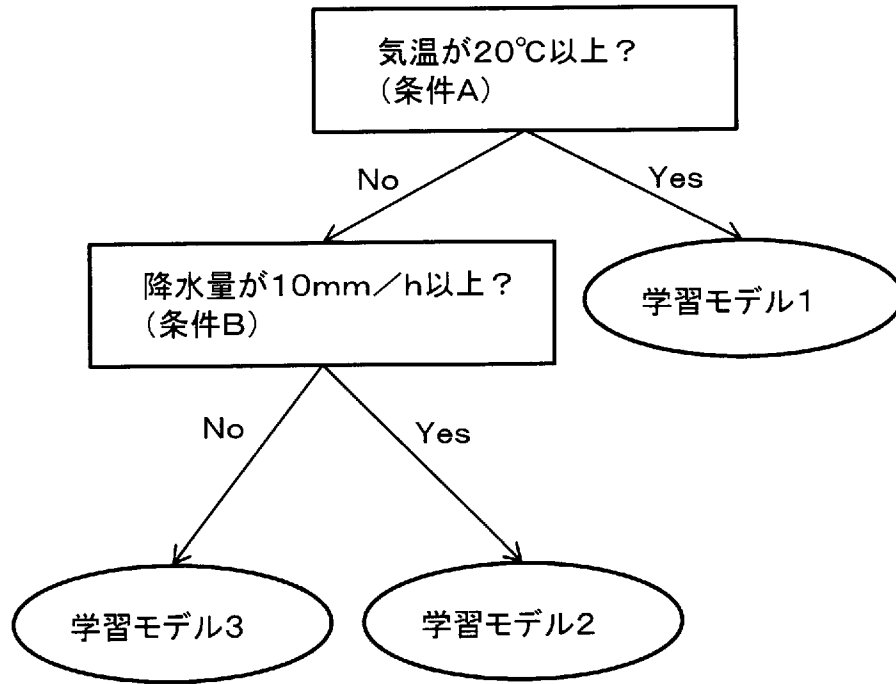 気温が20℃以上？
（条件A）
No
Yes
降水量が10mm／h以上？
（条件B）
学習モデル1
No
Yes
学習モデル3
学習モデル2